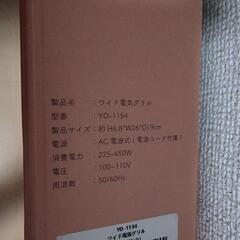 製品名 : ワイド電気グリル
型番 : YD-1154
製品サイズ : 約 H6.8*W26*D19cm
電源 : AC電源式(電源コード付属)
消費電力 : 225-450W
電圧 : 100-110V
周波数 : 50/60Hz
YD-1154
ワイド電気グリル